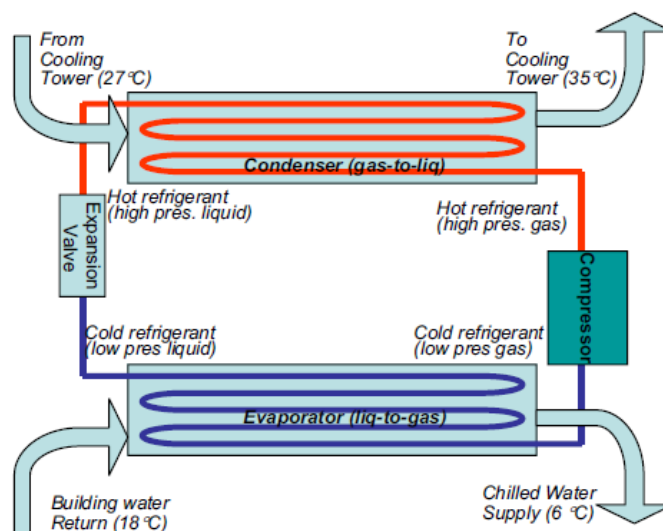 From
Cooling
Tower (27°C)
To
Cooling
Tower (35°C)
Condenser (gas-to-liq)
Hot refrigerant
(high pres. liquid)
Hot refrigerant
(high pres. gas)
Expansion
Valve
Compressor
Cold refrigerant
(low pres liquid)
Cold refrigerant
(low pres gas)
Evaporator (liq-to-gas)
Building water
Return (18°C)
Chilled Water
Supply (6 °C)